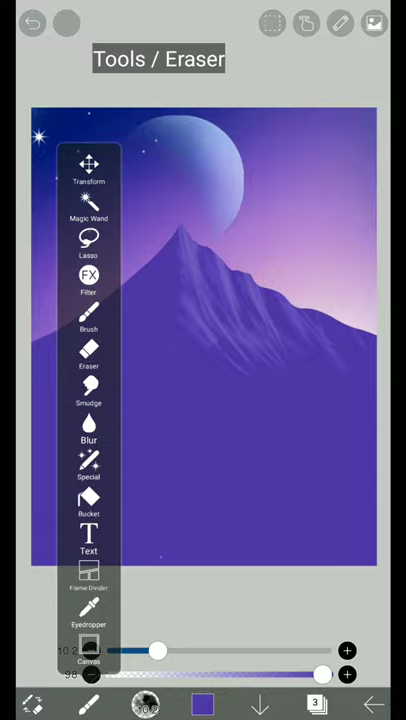 Tools / Eraser
Transform
Magic Wand
Lasso
FX
Filter
Brush
Eraser
Smudge
Blur
Special
Bucket
T
Text
Frame Divider
Eyedropper
Canvas
98
3